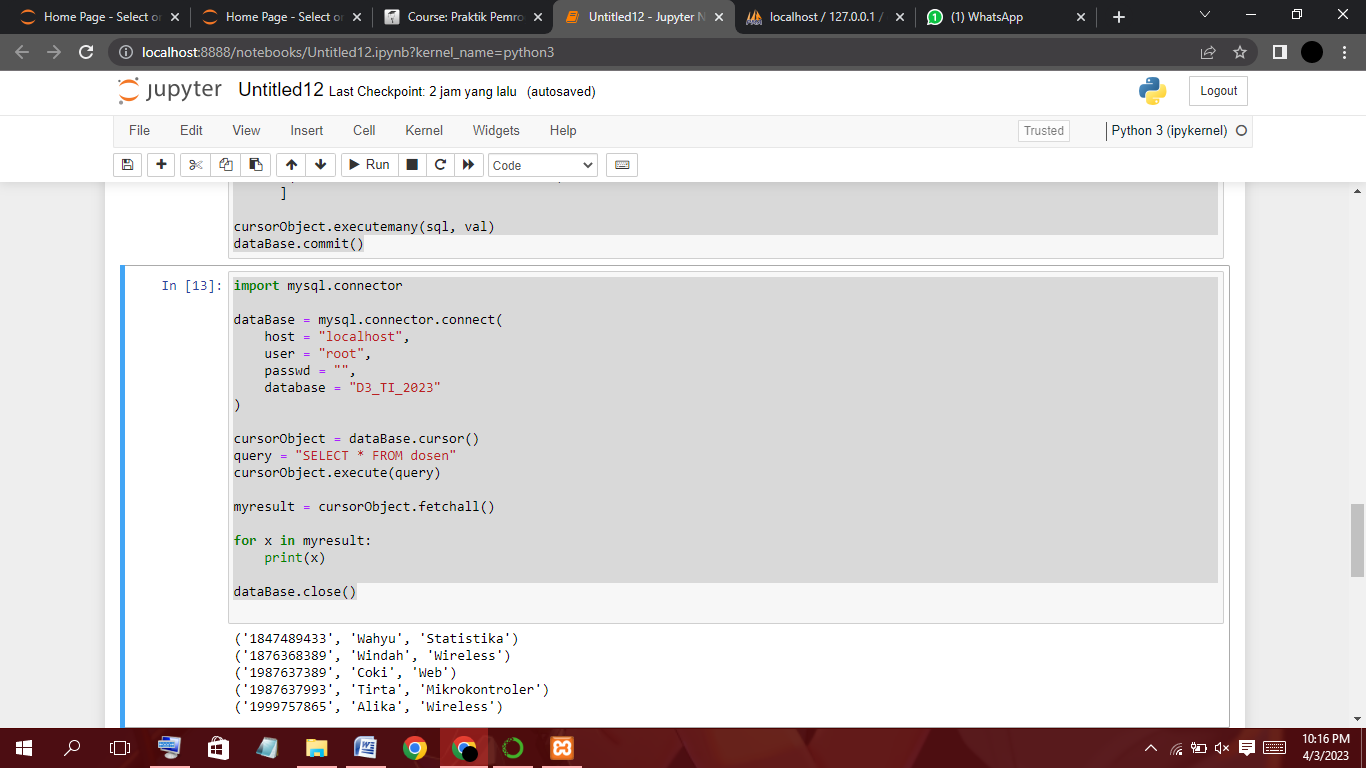 Home Page - Select or
Home Page - Select or
Course: Praktik Pemro
Untitled12 - Jupyter N
localhost / 127.0.0.1 /
(1) WhatsApp
localhost:8888/notebooks/Untitled12.ipynb?kernel_name=python3
jupyter Untitled12 Last Checkpoint: 2 jam yang lalu (autosaved)
Logout
File Edit View Insert Cell Kernel Widgets Help
Trusted
Python 3 (ipykernel)
Run
Code
]
cursorObject.executemany(sql, val)
dataBase.commit()
In [13]:
import mysql.connector
dataBase = mysql.connector.connect(
host = "localhost",
user = "root",
passwd = "",
database = "D3_TI_2023"
)
cursorObject = dataBase.cursor()
query = "SELECT * FROM dosen"
cursorObject.execute(query)
myresult = cursorObject.fetchall()
for x in myresult:
print(x)
dataBase.close()
('1847489433', 'Wahyu', 'Statistika')
('1876368389', 'Windah', 'Wireless')
('1987637389', 'Coki', 'Web')
('1987637993', 'Tirta', 'Mikrokontroler')
('1999757865', 'Alika', 'Wireless')
10:16 PM
4/3/2023